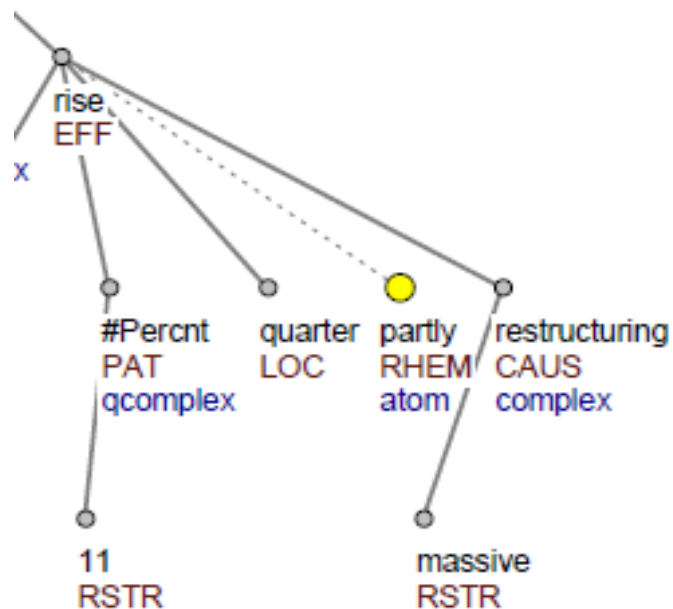 rise
EFF
x
#Percnt quarter partly restructuring
PAT LOC RHEM CAUS
qcomplex atom complex
11 massive
RSTR RSTR